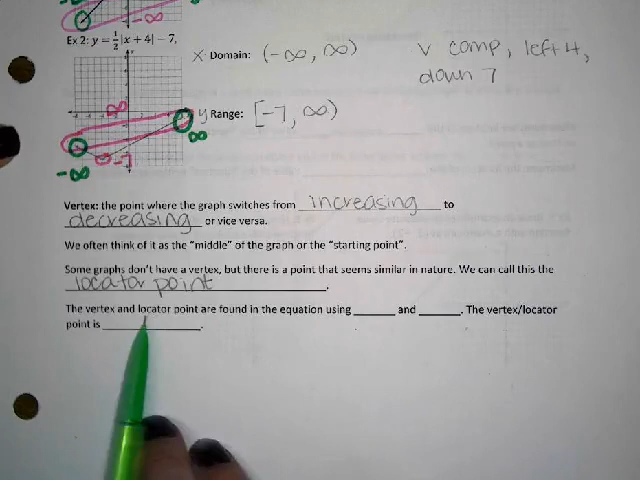 -∞
Ex 2: y = ½|x + 4| − 7,
X· Domain: (-∞, ∞)
V comp, left 4,
down 7
∞
y Range: [-7, ∞)
∞
-∞
-7
Vertex: the point where the graph switches from increasing to
decreasing or vice versa.
We often think of it as the "middle" of the graph or the "starting point".
Some graphs don't have a vertex, but there is a point that seems similar in nature. We can call this the
locator point.
The vertex and locator point are found in the equation using ______ and ______. The vertex/locator
point is ______________.